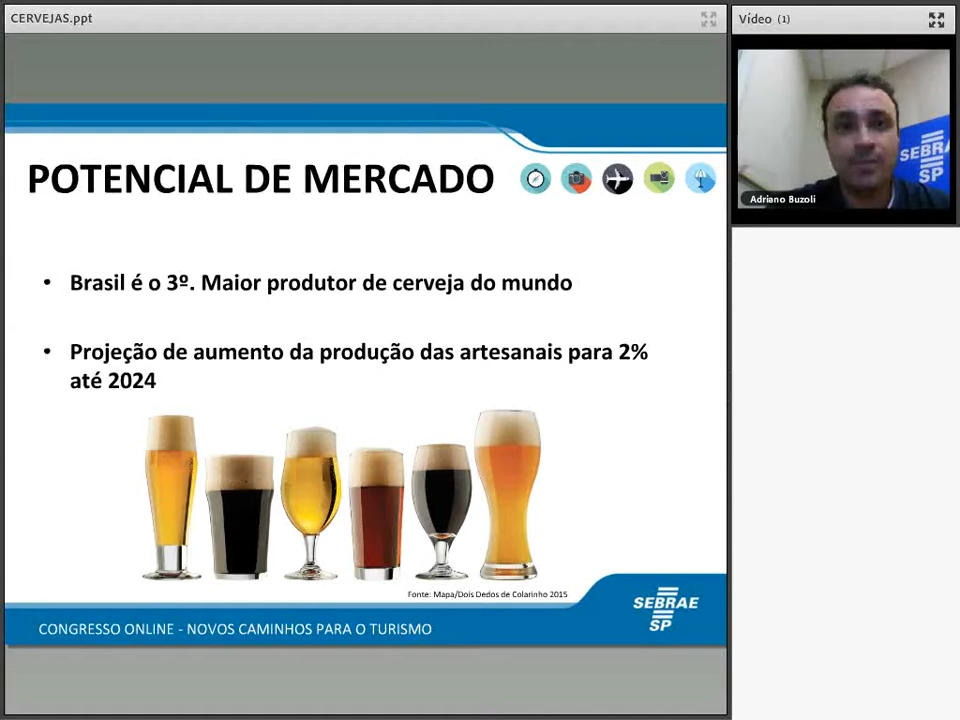 CERVEJAS.ppt
Vídeo (1)
SEBRA
SP
Adriano Buzoli
POTENCIAL DE MERCADO
• Brasil é o 3º. Maior produtor de cerveja do mundo
• Projeção de aumento da produção das artesanais para 2%
até 2024
Fonte: Mapa/Dois Dedos de Colarinho 2015
SEBRAE
SP
CONGRESSO ONLINE - NOVOS CAMINHOS PARA O TURISMO